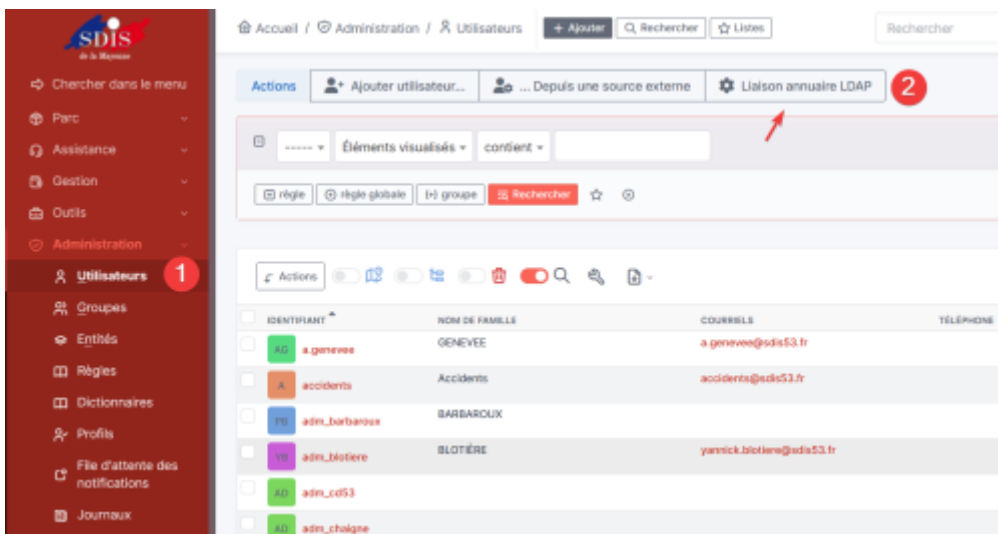 SDIS
de la Mayenne
Accueil / Administration / Utilisateurs
+ Ajouter
Rechercher
Listes
Rechercher
Chercher dans le menu
Parc
Assistance
Gestion
Outils
Administration
Utilisateurs 1
Groupes
Entités
Règles
Dictionnaires
Profils
File d'attente des
notifications
Journaux
Actions
Ajouter utilisateur...
... Depuis une source externe
Liaison annuaire LDAP 2
-----
Éléments visualisés
contient
règle
règle globale
(+) groupe
Rechercher
Actions
IDENTIFIANT NOM DE FAMILLE COURRIELS TÉLÉPHONE
AG a.genevee GENEVEE a.genevee@sdis53.fr
A accidents Accidents accidents@sdis53.fr
PB adm_barbaroux BARBAROUX
YB adm_blotiere BLOTIÈRE yannick.blotiere@sdis53.fr
AD adm_cd53
AD adm_chaigne